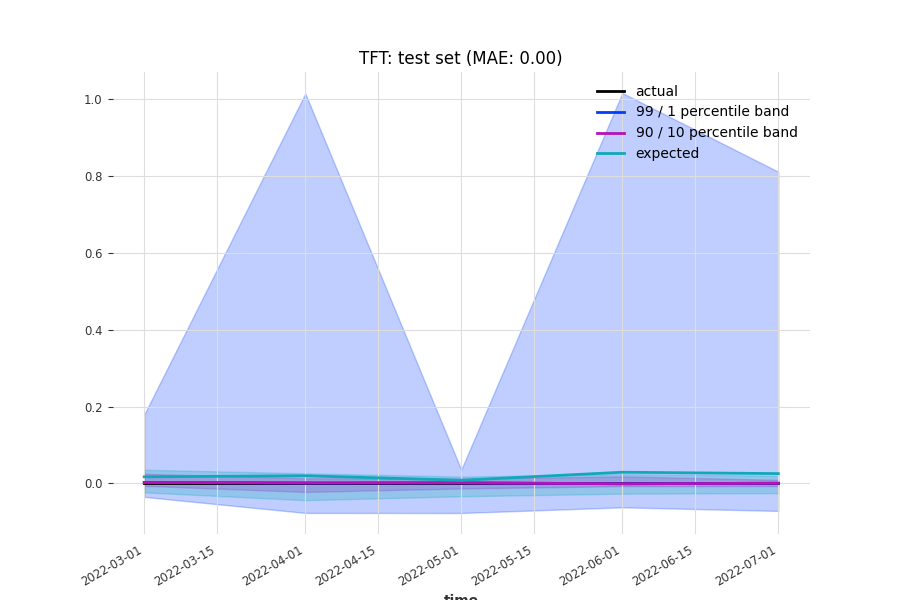 TFT: test set (MAE: 0.00)
actual
99 / 1 percentile band
90 / 10 percentile band
expected
1.0
0.8
0.6
0.4
0.2
0.0
2022-03-01
2022-03-15
2022-04-01
2022-04-15
2022-05-01
2022-05-15
2022-06-01
2022-06-15
2022-07-01
time